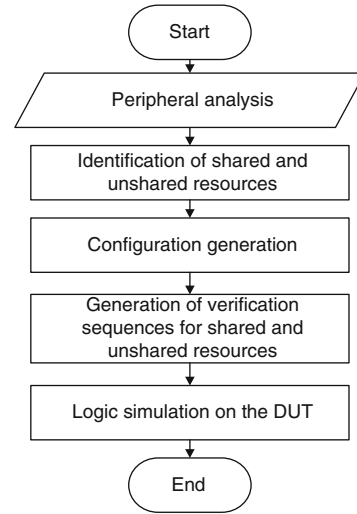 Start
Peripheral analysis
Identification of shared and
unshared resources
Configuration generation
Generation of verification
sequences for shared and
unshared resources
Logic simulation on the DUT
End